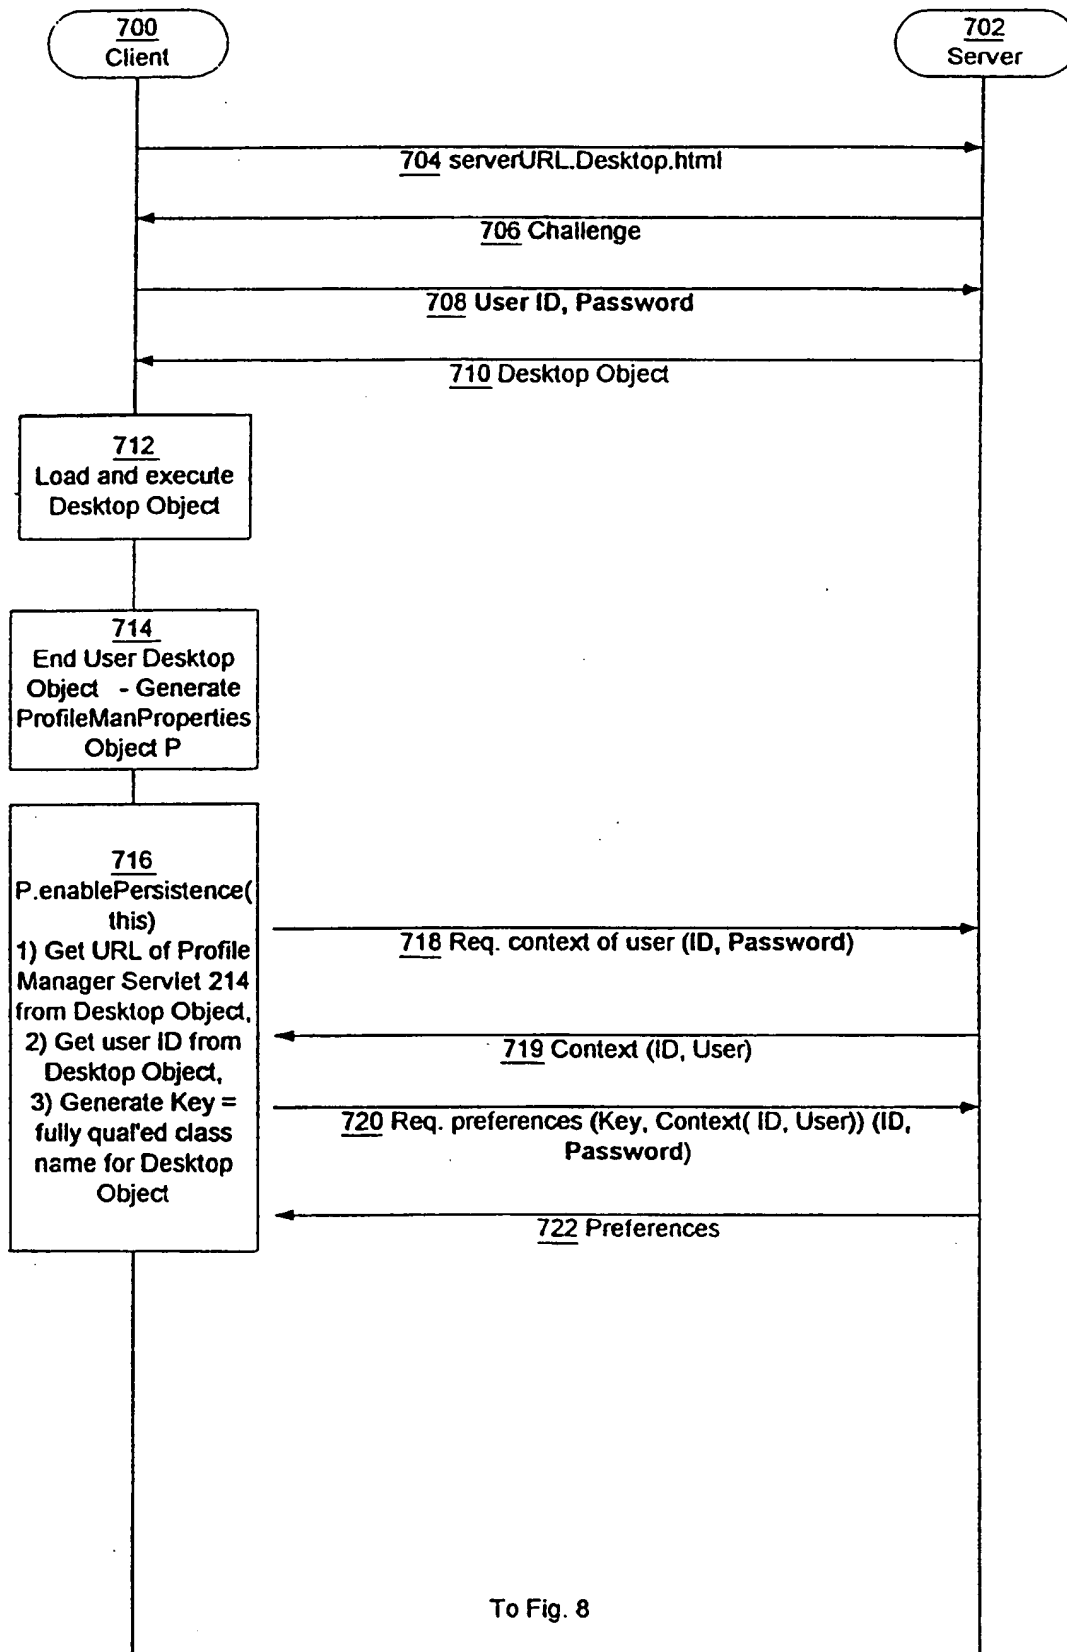 700
Client
702
Server
704 serverURL.Desktop.html
706 Challenge
708 User ID, Password
710 Desktop Object
712
Load and execute
Desktop Object
714
End User Desktop
Object - Generate
ProfileManProperties
Object P
716
P.enablePersistence(
this)
1) Get URL of Profile
Manager Servlet 214
from Desktop Object,
2) Get user ID from
Desktop Object,
3) Generate Key =
fully qual'ed class
name for Desktop
Object
718 Req. context of user (ID, Password)
719 Context (ID, User)
720 Req. preferences (Key, Context( ID, User)) (ID,
Password)
722 Preferences
To Fig. 8